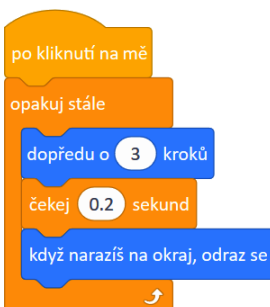 po kliknutí na mě
opakuj stále
dopředu o 3 kroků
čekej 0.2 sekund
když narazíš na okraj, odraz se